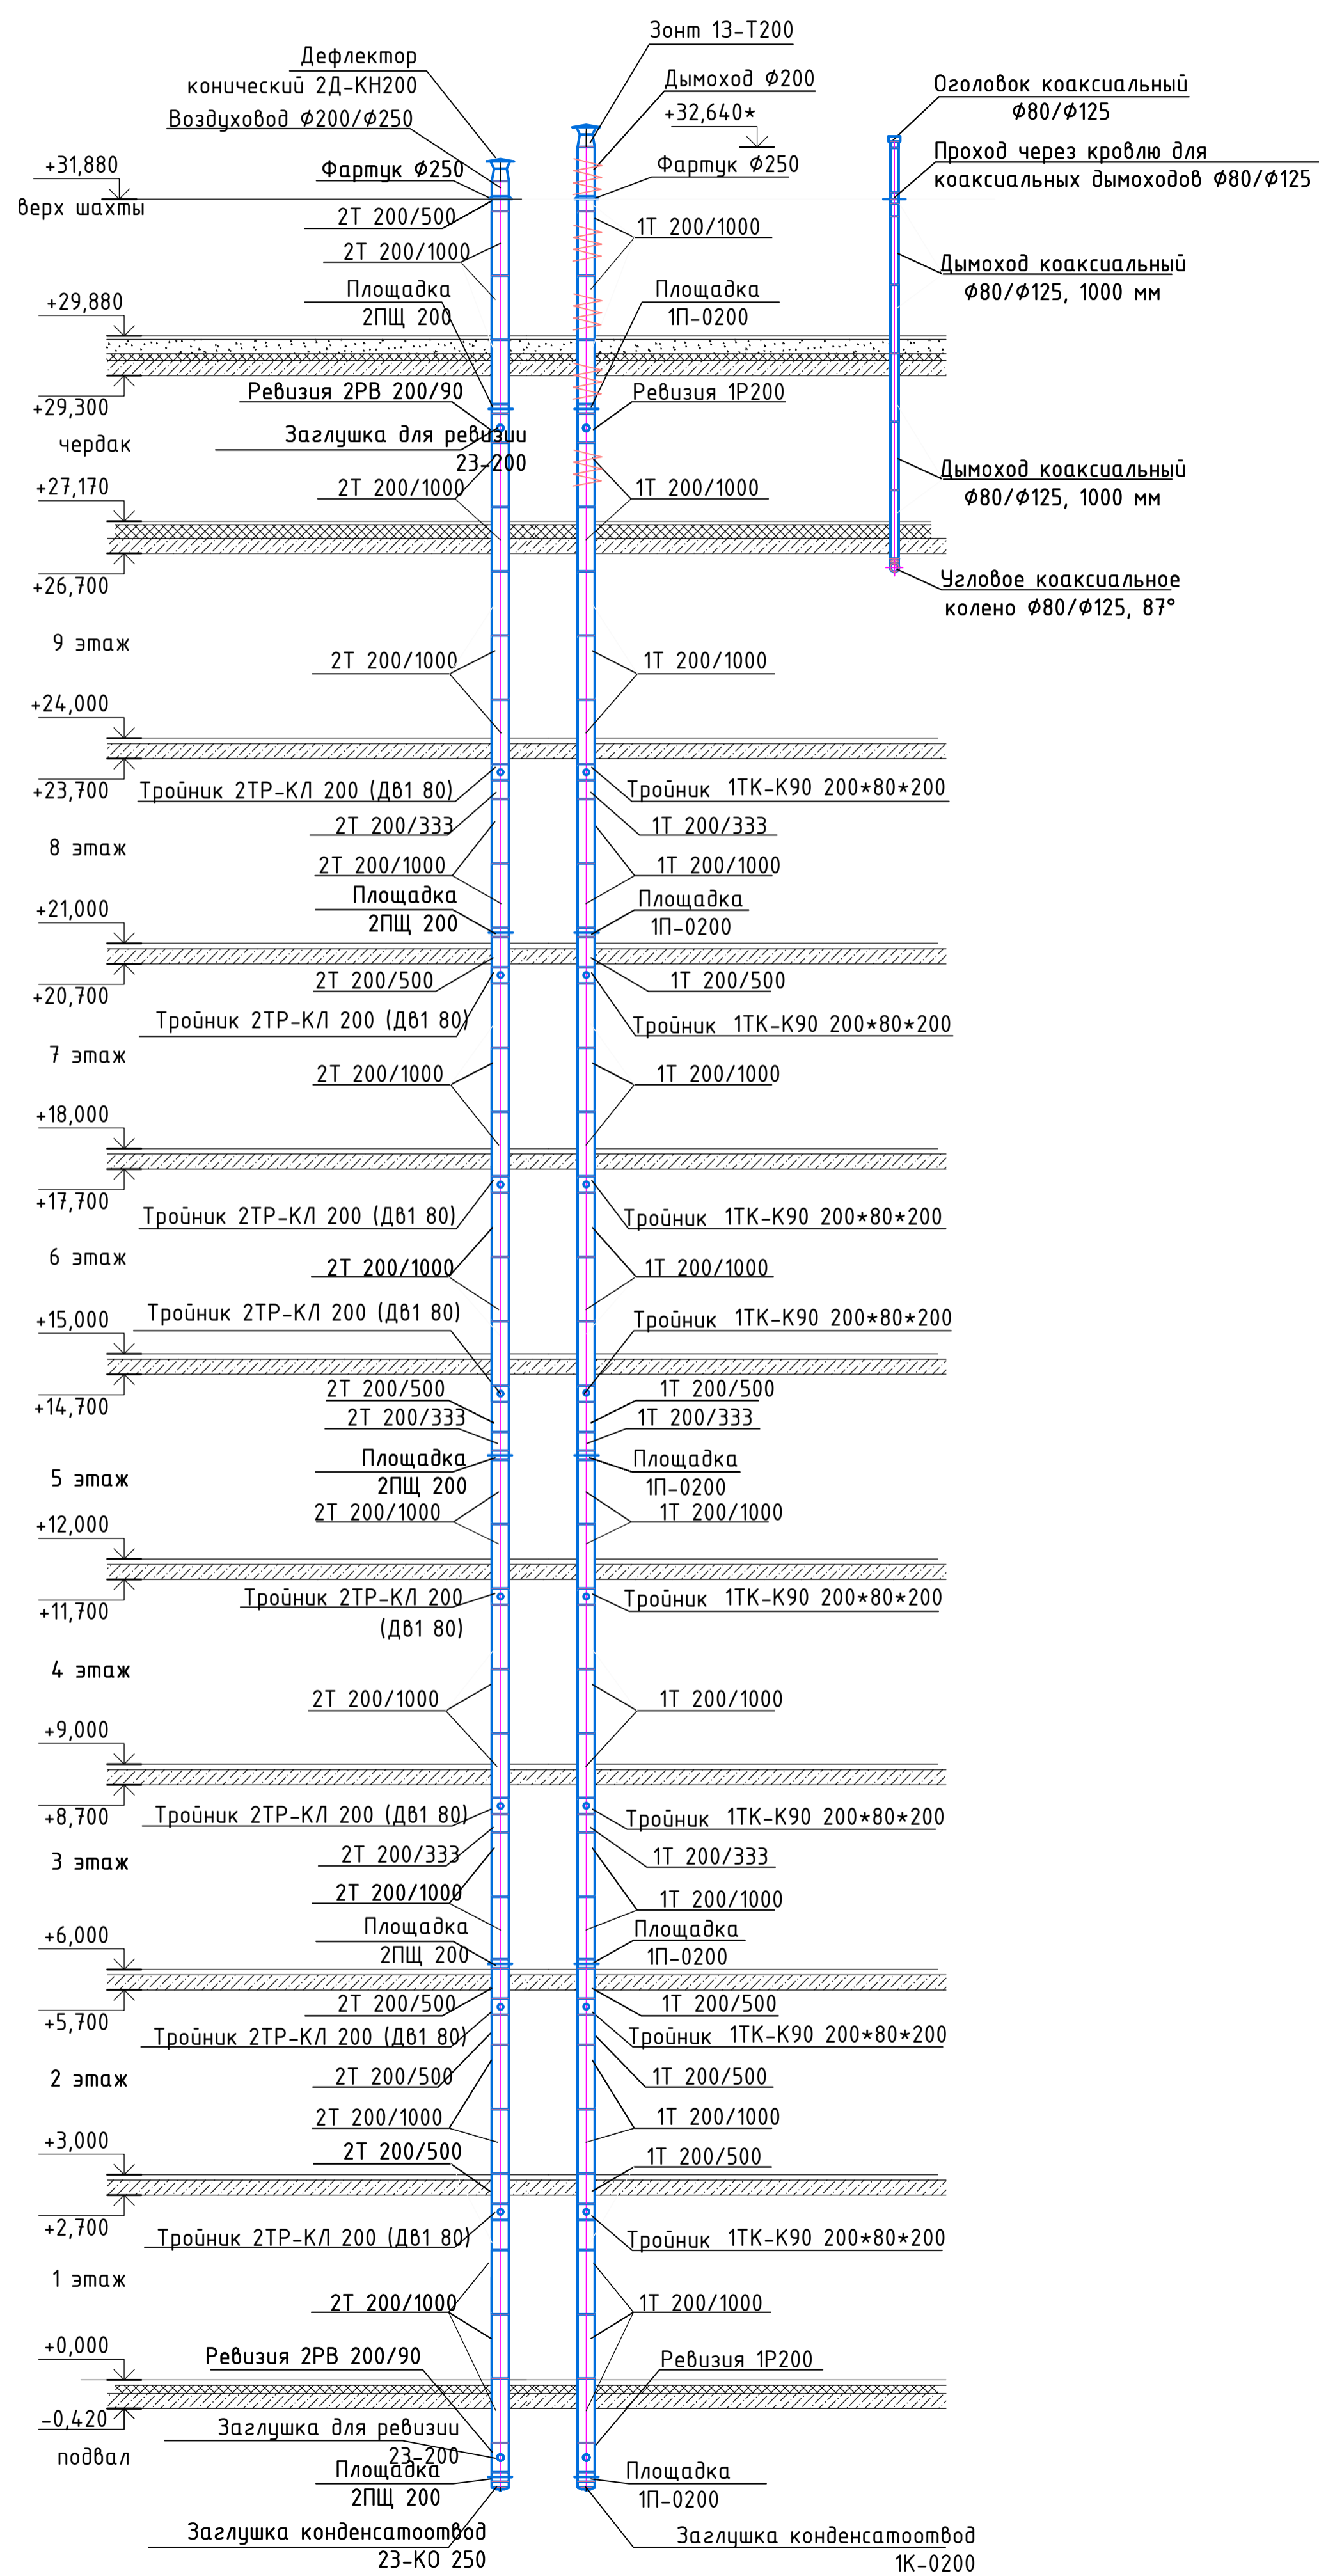 Зонт 1З-Т200
Дефлектор
конический 2Д-КН200
Дымоход Ф200
Оголовок коаксиальный
Ф80/Ф125
Воздуховод Ф200/Ф250
+32,640*
Проход через кровлю для
коаксиальных дымоходов Ф80/Ф125
+31,880
верх шахты
Фартук Ф250
Фартук Ф250
2Т 200/500
1Т 200/1000
2Т 200/1000
Дымоход коаксиальный
Ф80/Ф125, 1000 мм
Площадка
2ПЩ 200
Площадка
1П-0200
+29,880
+29,300
Ревизия 2РВ 200/90
Ревизия 1Р200
чердак
Заглушка для ревизии
23-200
Дымоход коаксиальный
Ф80/Ф125, 1000 мм
+27,170
2Т 200/1000
1Т 200/1000
+26,700
Угловое коаксиальное
колено Ф80/Ф125, 87°
9 этаж
2Т 200/1000
1Т 200/1000
+24,000
+23,700
Тройник 2ТР-КЛ 200 (Дв1 80)
Тройник 1ТК-К90 200*80*200
2Т 200/333
1Т 200/333
8 этаж
2Т 200/1000
1Т 200/1000
Площадка
2ПЩ 200
Площадка
1П-0200
+21,000
+20,700
2Т 200/500
1Т 200/500
Тройник 2ТР-КЛ 200 (Дв1 80)
Тройник 1ТК-К90 200*80*200
7 этаж
2Т 200/1000
1Т 200/1000
+18,000
+17,700
Тройник 2ТР-КЛ 200 (Дв1 80)
Тройник 1ТК-К90 200*80*200
6 этаж
2Т 200/1000
1Т 200/1000
Тройник 2ТР-КЛ 200 (Дв1 80)
Тройник 1ТК-К90 200*80*200
+15,000
+14,700
2Т 200/500
1Т 200/500
2Т 200/333
1Т 200/333
Площадка
2ПЩ 200
Площадка
1П-0200
5 этаж
2Т 200/1000
1Т 200/1000
+12,000
+11,700
Тройник 2ТР-КЛ 200
(Дв1 80)
Тройник 1ТК-К90 200*80*200
4 этаж
2Т 200/1000
1Т 200/1000
+9,000
+8,700
Тройник 2ТР-КЛ 200 (Дв1 80)
Тройник 1ТК-К90 200*80*200
3 этаж
2Т 200/333
1Т 200/333
2Т 200/1000
1Т 200/1000
Площадка
2ПЩ 200
Площадка
1П-0200
+6,000
+5,700
2Т 200/500
1Т 200/500
Тройник 2ТР-КЛ 200 (Дв1 80)
Тройник 1ТК-К90 200*80*200
2 этаж
2Т 200/500
1Т 200/500
2Т 200/1000
1Т 200/1000
+3,000
2Т 200/500
1Т 200/500
+2,700
Тройник 2ТР-КЛ 200 (Дв1 80)
Тройник 1ТК-К90 200*80*200
1 этаж
2Т 200/1000
1Т 200/1000
+0,000
Ревизия 2РВ 200/90
Ревизия 1Р200
-0,420
подвал
Заглушка для ревизии
23-200
Площадка
2ПЩ 200
Площадка
1П-0200
Заглушка конденсатоотвод
23-КО 250
Заглушка конденсатоотвод
1К-0200